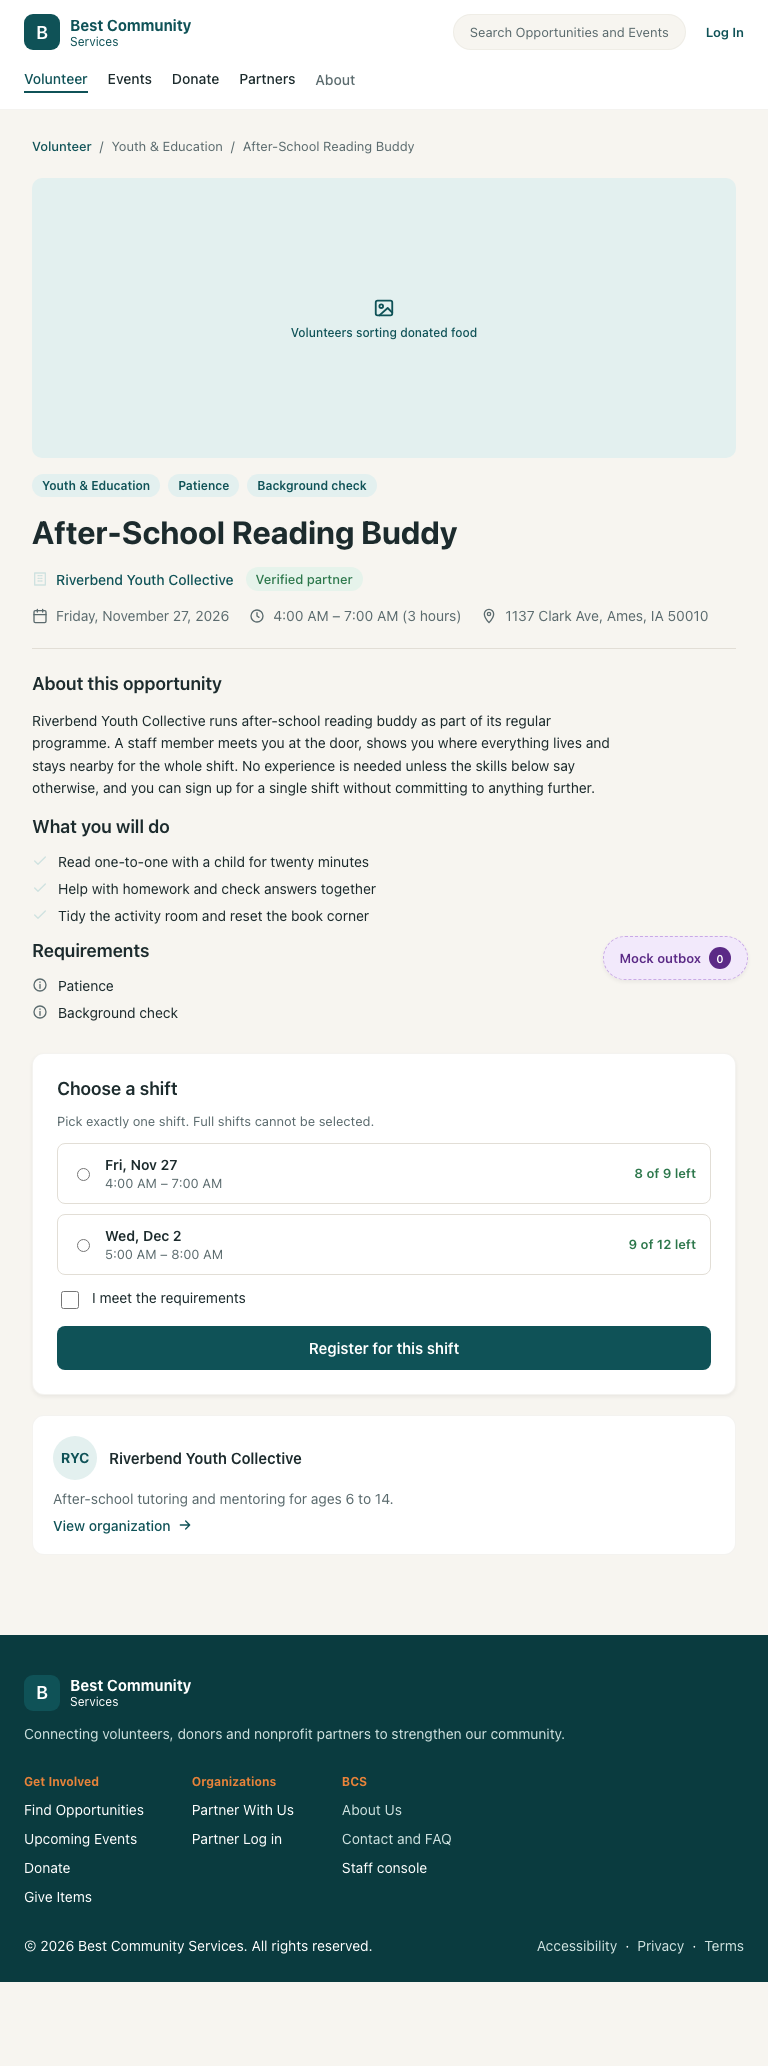 B
Best Community
Services
Search Opportunities and Events
Log In
Volunteer Events Donate Partners About
Volunteer / Youth & Education / After-School Reading Buddy
Volunteers sorting donated food
Youth & Education Patience Background check
After-School Reading Buddy
Riverbend Youth Collective Verified partner
Friday, November 27, 2026 4:00 AM – 7:00 AM (3 hours) 1137 Clark Ave, Ames, IA 50010
About this opportunity
Riverbend Youth Collective runs after-school reading buddy as part of its regular
programme. A staff member meets you at the door, shows you where everything lives and
stays nearby for the whole shift. No experience is needed unless the skills below say
otherwise, and you can sign up for a single shift without committing to anything further.
What you will do
Read one-to-one with a child for twenty minutes
Help with homework and check answers together
Tidy the activity room and reset the book corner
Requirements
Mock outbox 0
Patience
Background check
Choose a shift
Pick exactly one shift. Full shifts cannot be selected.
Fri, Nov 27
4:00 AM – 7:00 AM
8 of 9 left
Wed, Dec 2
5:00 AM – 8:00 AM
9 of 12 left
I meet the requirements
Register for this shift
RYC Riverbend Youth Collective
After-school tutoring and mentoring for ages 6 to 14.
View organization →
B
Best Community
Services
Connecting volunteers, donors and nonprofit partners to strengthen our community.
Get Involved
Find Opportunities
Upcoming Events
Donate
Give Items
Organizations
Partner With Us
Partner Log in
BCS
About Us
Contact and FAQ
Staff console
© 2026 Best Community Services. All rights reserved.
Accessibility · Privacy · Terms